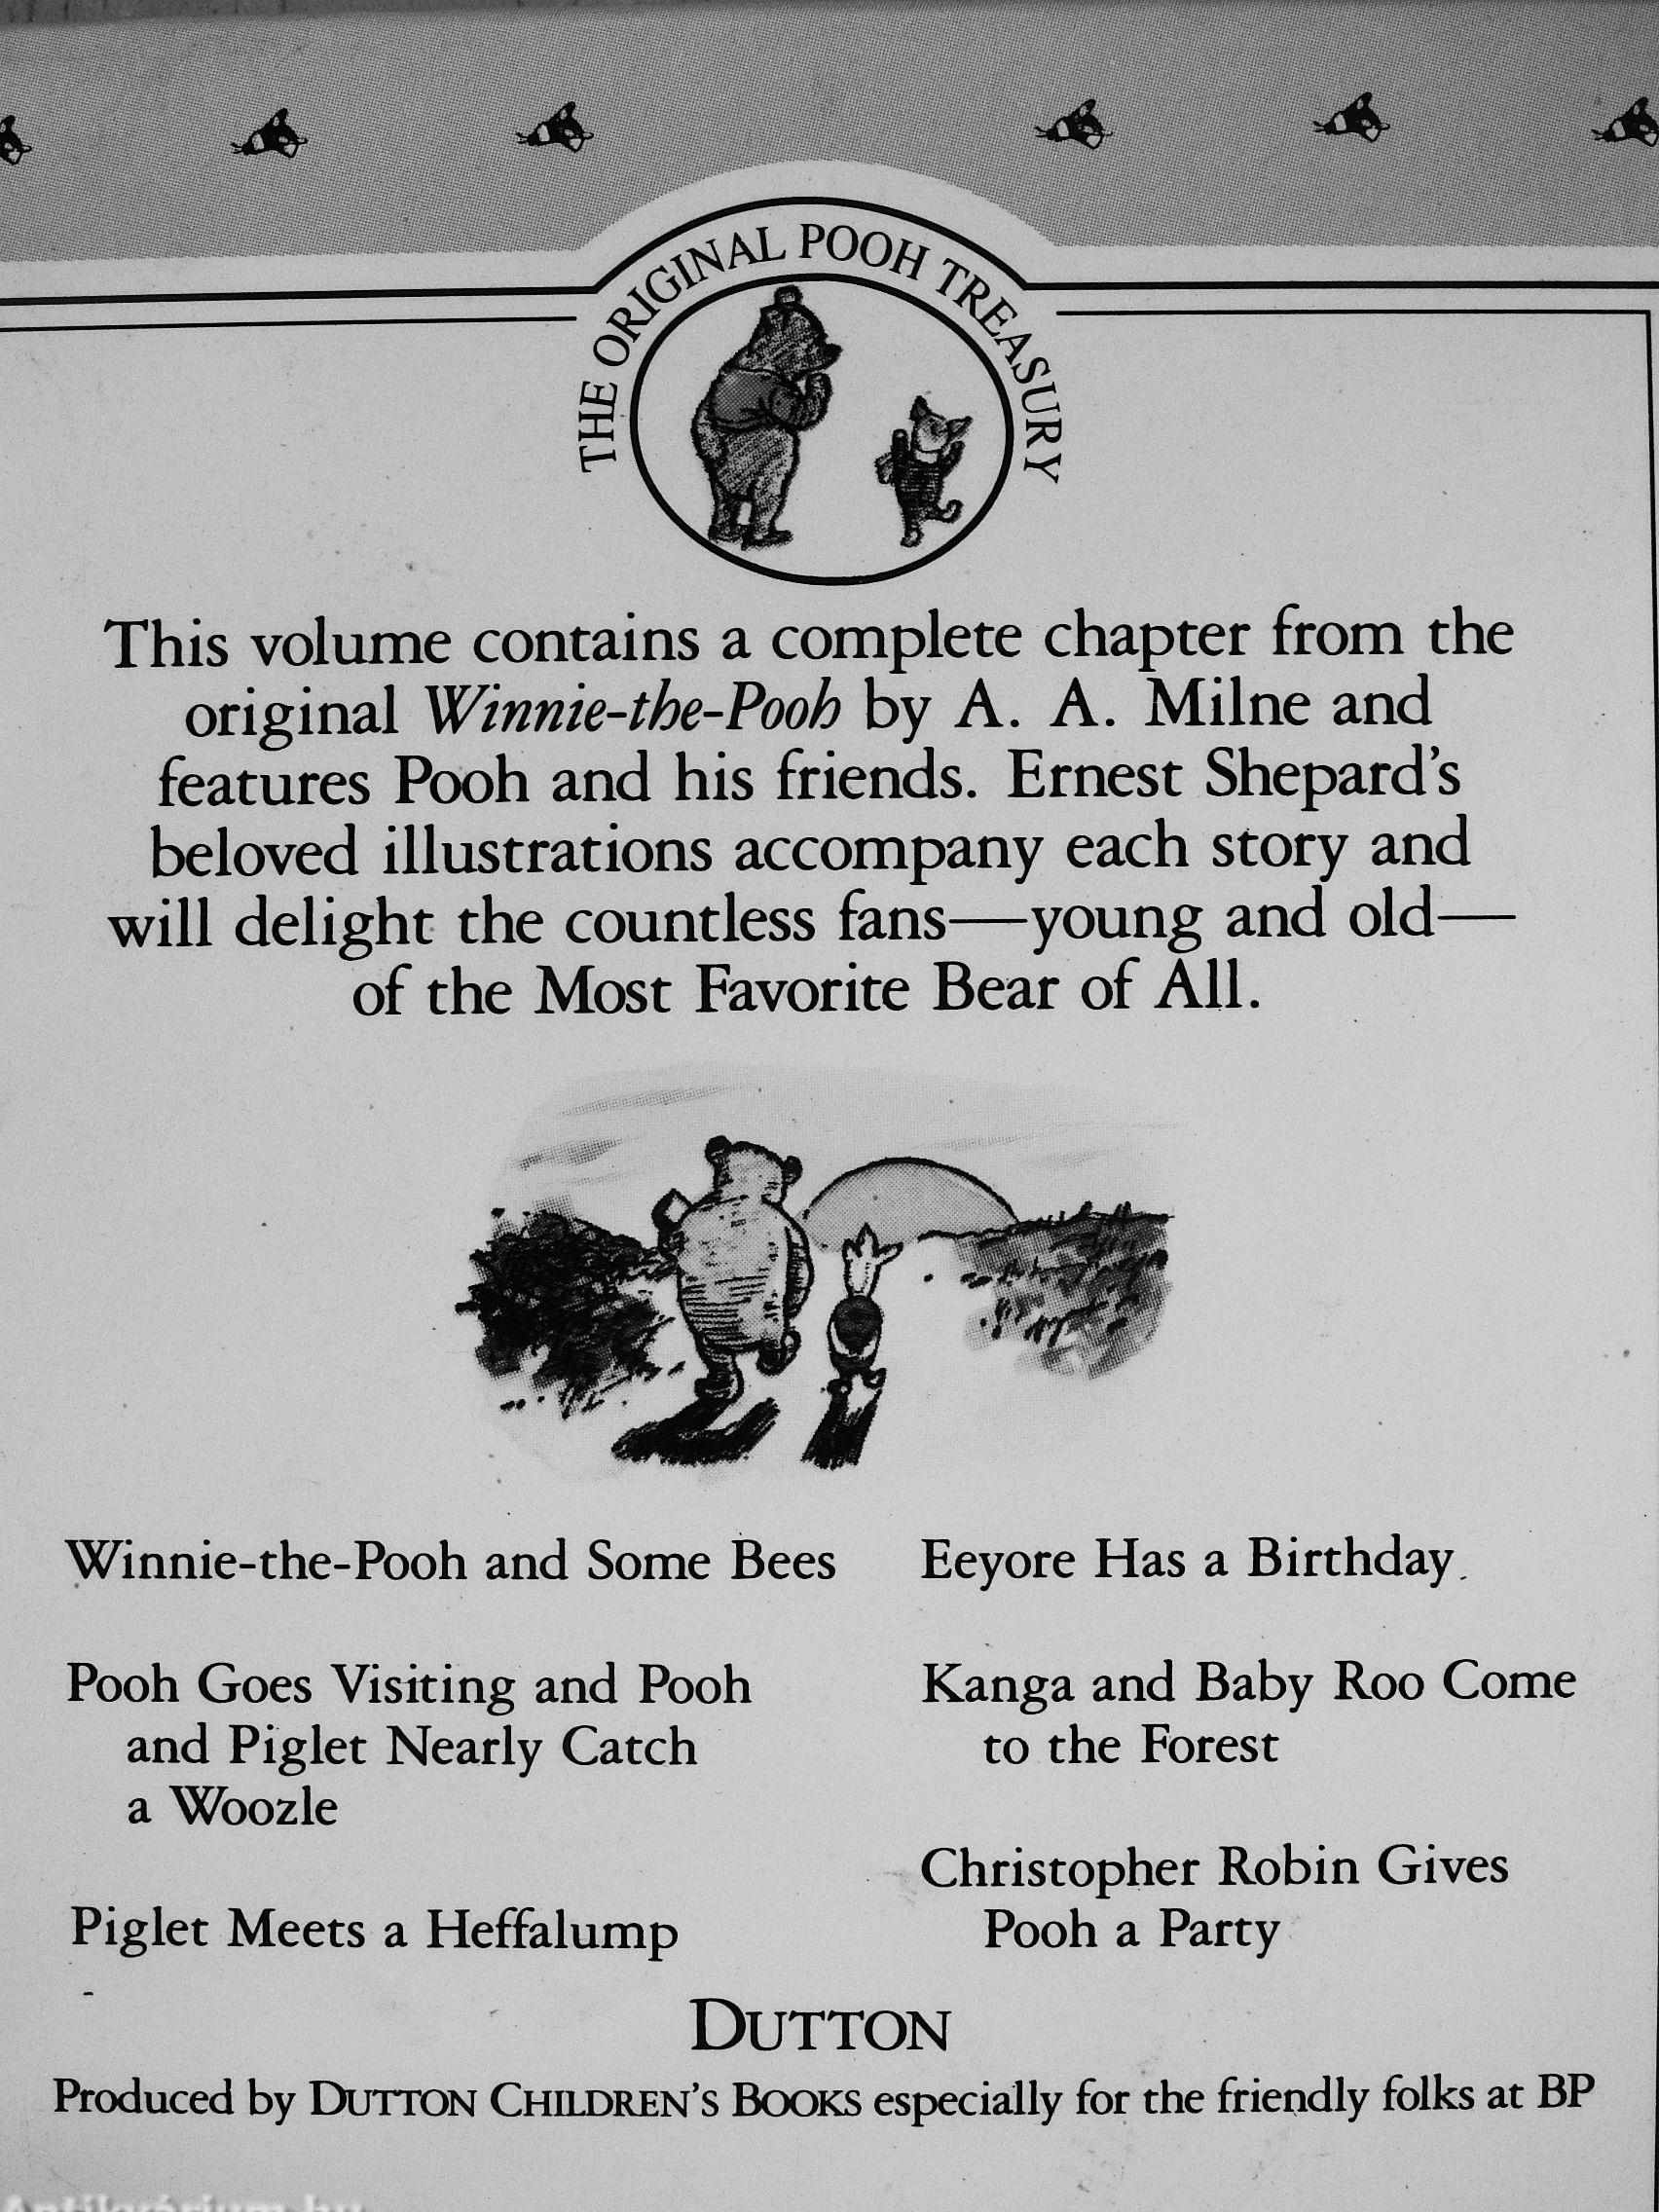 THE ORIGINAL POOH TREASURY
This volume contains a complete chapter from the
original Winnie-the-Pooh by A. A. Milne and
features Pooh and his friends. Ernest Shepard's
beloved illustrations accompany each story and
will delight the countless fans—young and old—
of the Most Favorite Bear of All.
Winnie-the-Pooh and Some Bees
Pooh Goes Visiting and Pooh
and Piglet Nearly Catch
a Woozle
Piglet Meets a Heffalump
Eeyore Has a Birthday
Kanga and Baby Roo Come
to the Forest
Christopher Robin Gives
Pooh a Party
DUTTON
Produced by DUTTON CHILDREN'S BOOKS especially for the friendly folks at BP